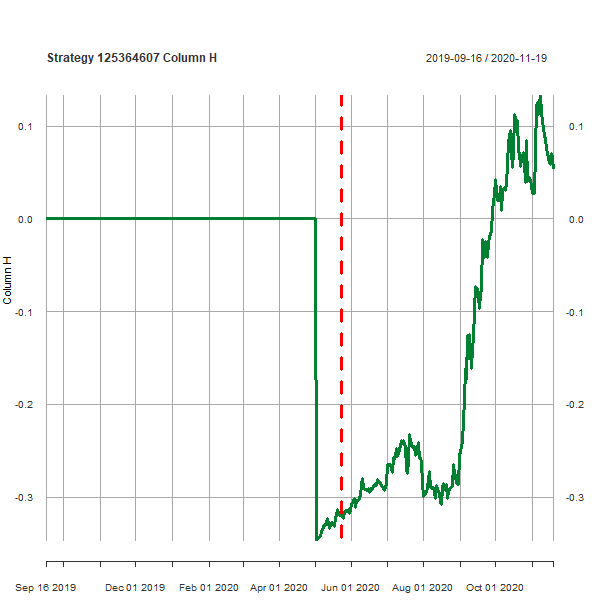 Strategy 125364607 Column H 2019-09-16 / 2020-11-19
0.1 0.1
0.0 0.0
Column H
-0.1 -0.1
-0.2 -0.2
-0.3 -0.3
Sep 16 2019 Dec 01 2019 Feb 01 2020 Apr 01 2020 Jun 01 2020 Aug 01 2020 Oct 01 2020